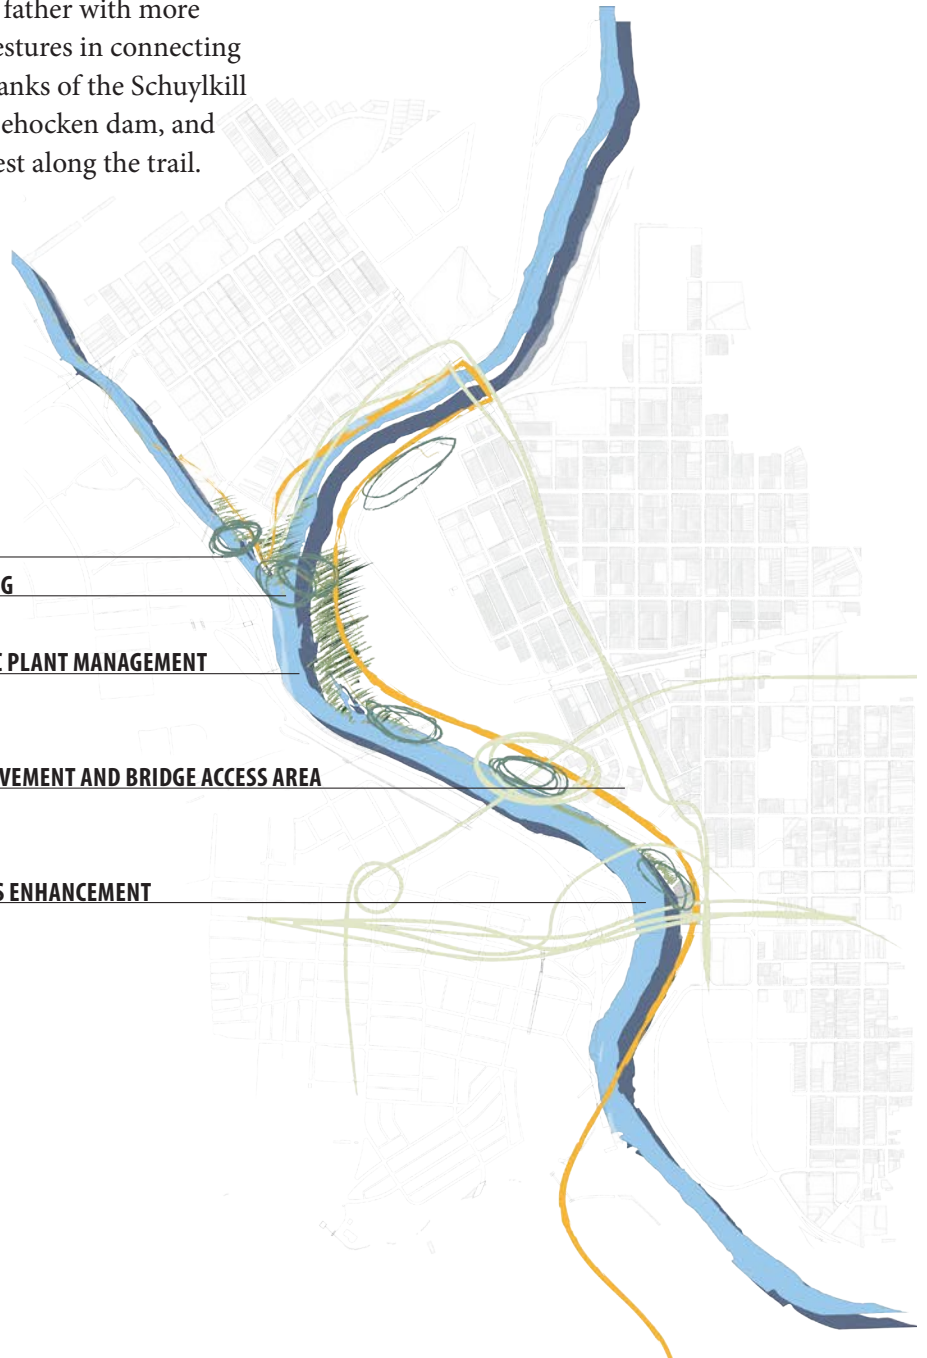 father with more
estures in connecting
anks of the Schuylkill
ehocken dam, and
est along the trail.
G
PLANT MANAGEMENT
VEMENT AND BRIDGE ACCESS AREA
S ENHANCEMENT